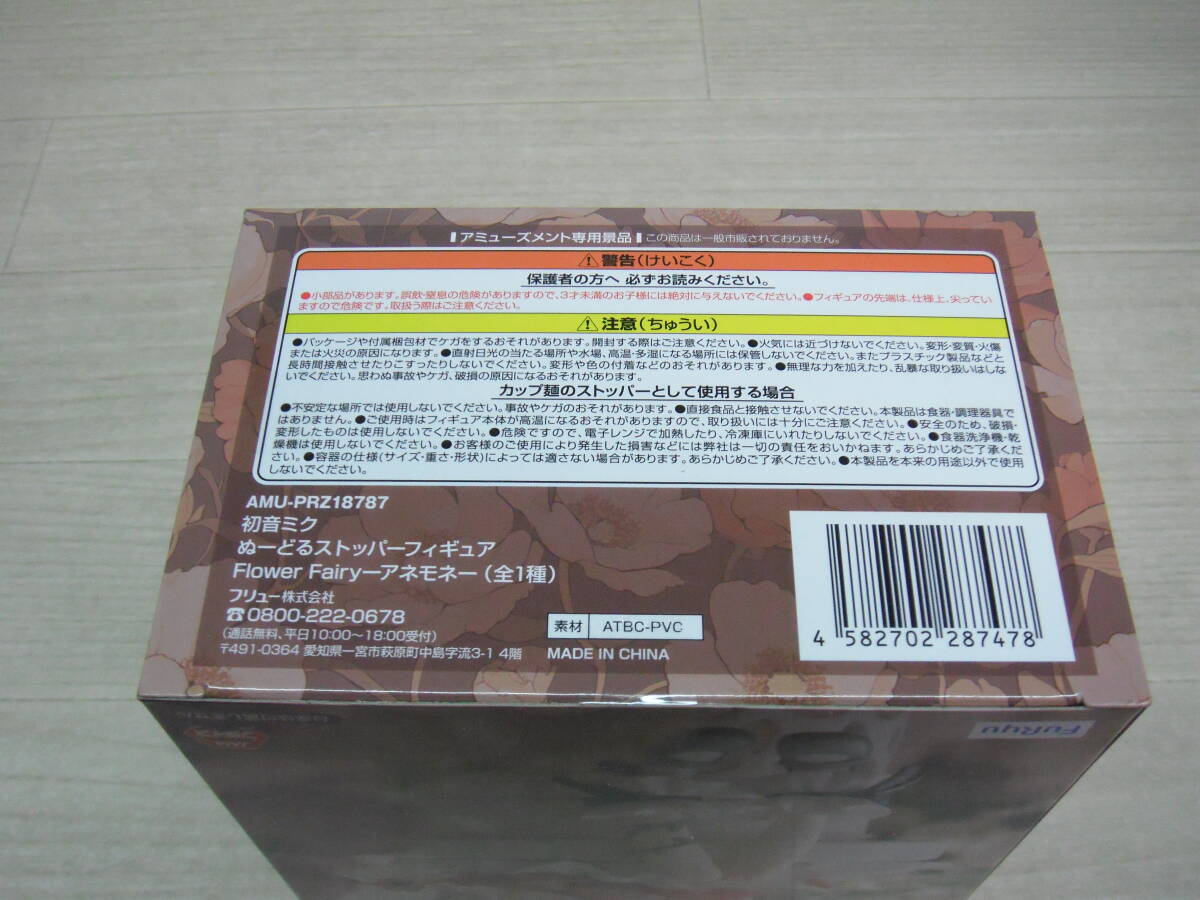 アミューズメント専用景品 この商品は一般市販されておりません。
警告(けいこく)
保護者の方へ 必ずお読みください。
●小部品があります。誤飲・窒息の危険がありますので、3才未満のお子様には絶対に与えないでください。●フィギュアの先端は、仕様上、尖ってい
ますので危険です。取扱う際はご注意ください。
注意(ちゅうい)
●パッケージや付属梱包材でケガをするおそれがあります。開封する際はご注意ください。●火気には近づけないでください。変形・変質・火傷
または火災の原因になります。●直射日光の当たる場所や水場、高温・多湿になる場所には保管しないでください。またプラスチック製品などと
長時間接触させたりこすったりしないでください。変形や色の付着などのおそれがあります。●無理な力を加えたり、乱暴な取り扱いはしな
いでください。思わぬ事故やケガ、破損の原因になるおそれがあります。
カップ麺のストッパーとして使用する場合
●不安定な場所では使用しないでください。事故やケガのおそれがあります。●直接食品と接触させないでください。本製品は食器・調理器具で
はありません。●ご使用時はフィギュア本体が高温になるおそれがありますので、取り扱いには十分にご注意ください。●安全のため、破損・
変形したものは使用しないでください。●危険ですので、電子レンジで加熱したり、冷凍庫にいれたりしないでください。●食器洗浄機・乾
燥機は使用しないでください。●お客様のご使用により発生した損害などには弊社は一切の責任をおいかねます。あらかじめご了承くだ
さい。●容器の仕様(サイズ・重さ・形状)によっては適さない場合があります。あらかじめご了承ください。●本製品を本来の用途以外で使用
しないでください。
AMU-PRZ18787
初音ミク
ぬーどるストッパーフィギュア
Flower Fairyーアネモネー(全1種)
フリュー株式会社
☎0800-222-0678
(通話無料、平日10:00〜18:00受付)
〒491-0364 愛知県一宮市萩原町中島字流3-1 4階
素材 ATBC-PVC
MADE IN CHINA
4 582702 287478
FuRyu